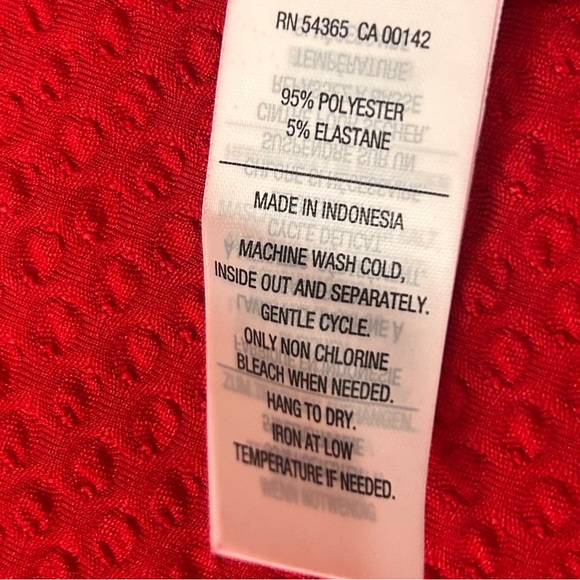 RN 54365 CA 00142
95% POLYESTER
5% ELASTANE
MADE IN INDONESIA
MACHINE WASH COLD,
INSIDE OUT AND SEPARATELY.
GENTLE CYCLE.
ONLY NON CHLORINE
BLEACH WHEN NEEDED.
HANG TO DRY.
IRON AT LOW
TEMPERATURE IF NEEDED.